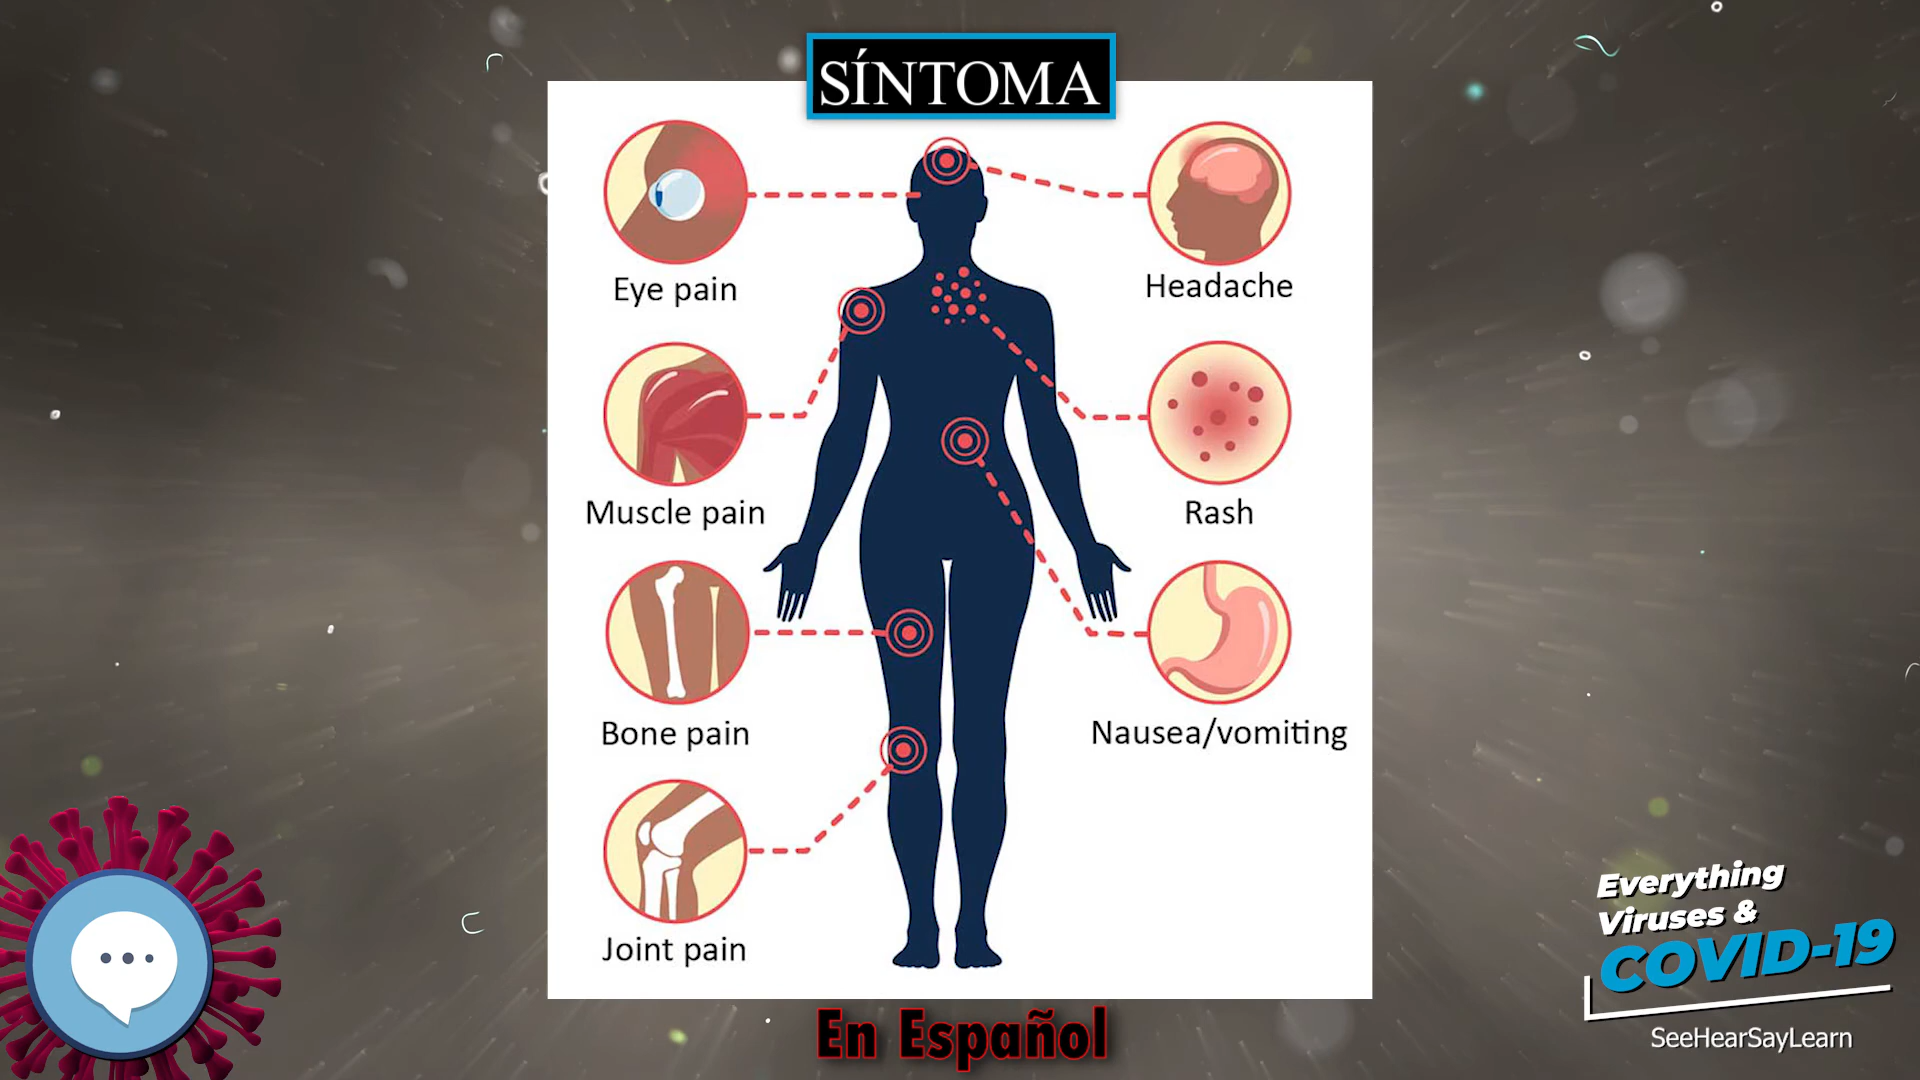 SÍNTOMA
Eye pain
Headache
Muscle pain
Rash
Bone pain
Nausea/vomiting
Joint pain
Everything
Viruses &
COVID-19
SeeHearSayLearn
En Español